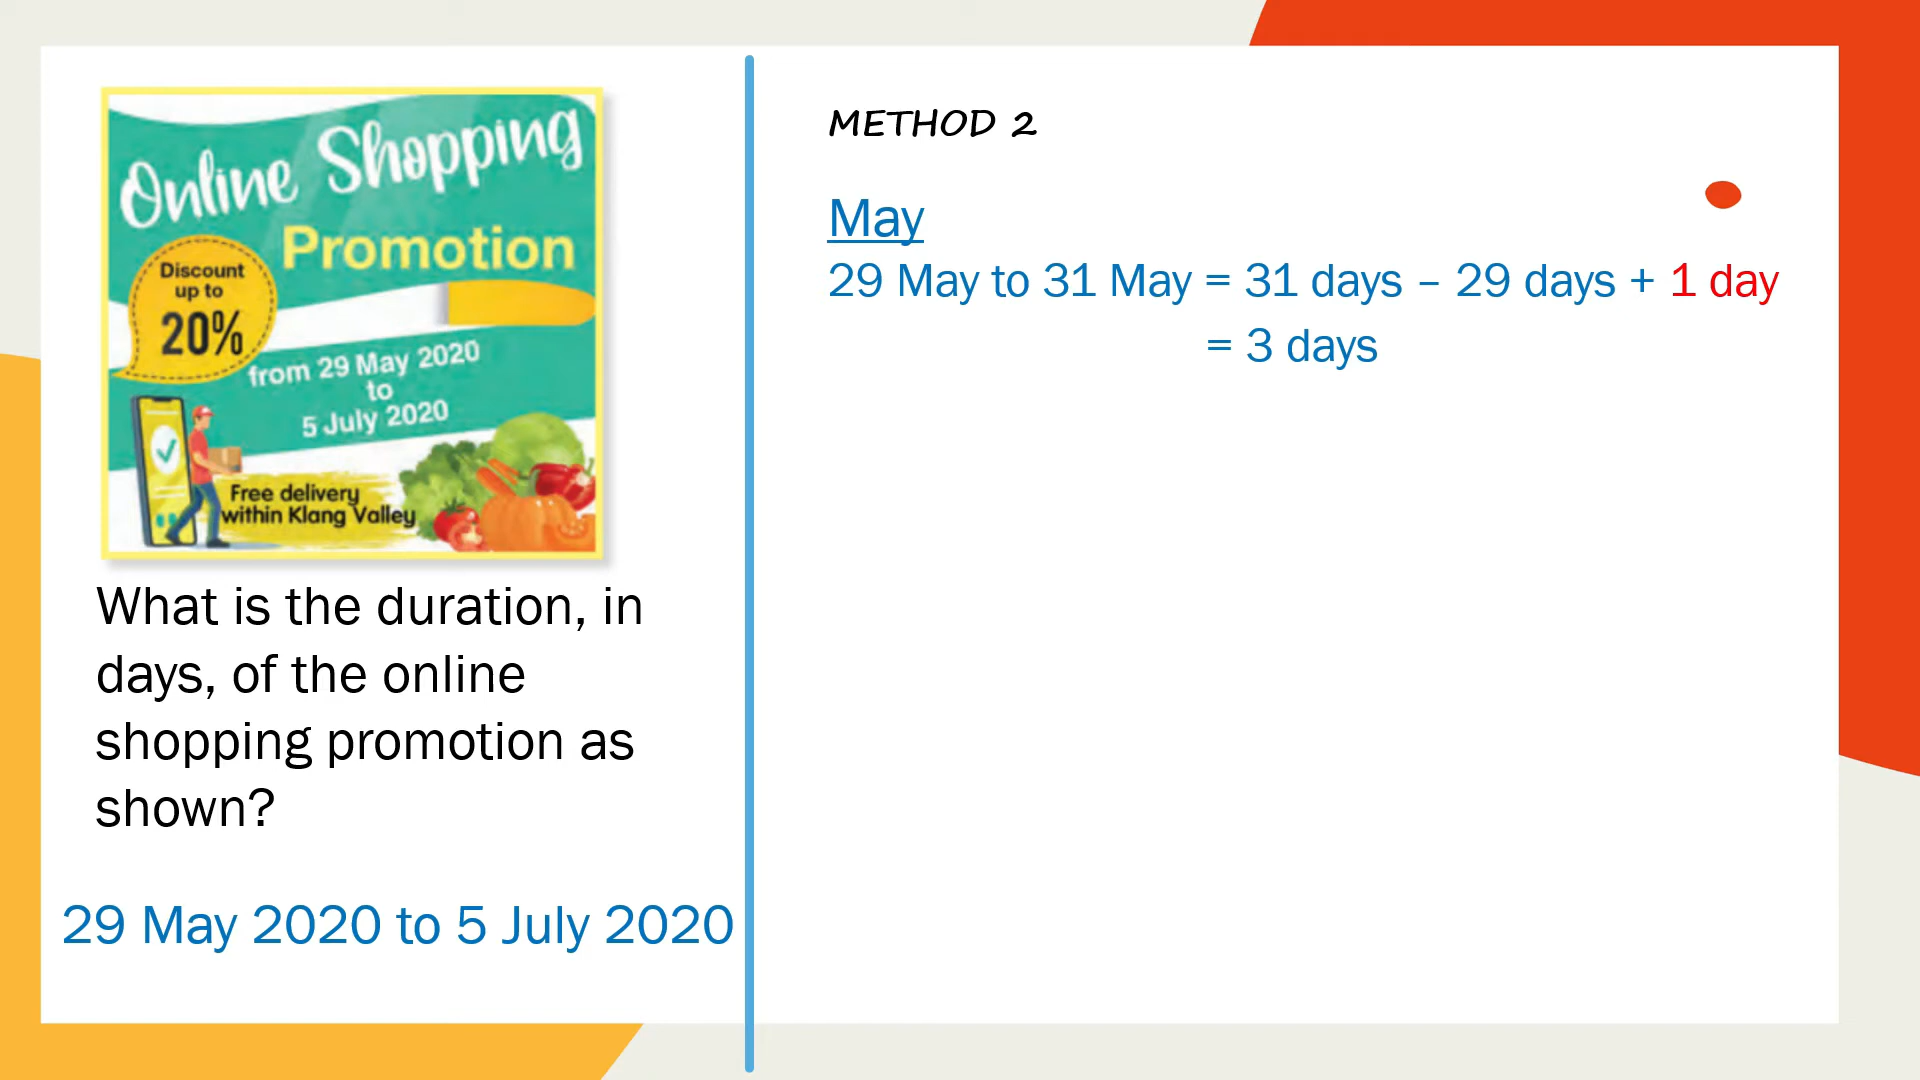 Online Shopping
Promotion
Discount
up to
20%
from 29 May 2020
to
5 July 2020
Free delivery
within Klang Valley
What is the duration, in
days, of the online
shopping promotion as
shown?
29 May 2020 to 5 July 2020
METHOD 2
May
29 May to 31 May = 31 days – 29 days + 1 day
= 3 days